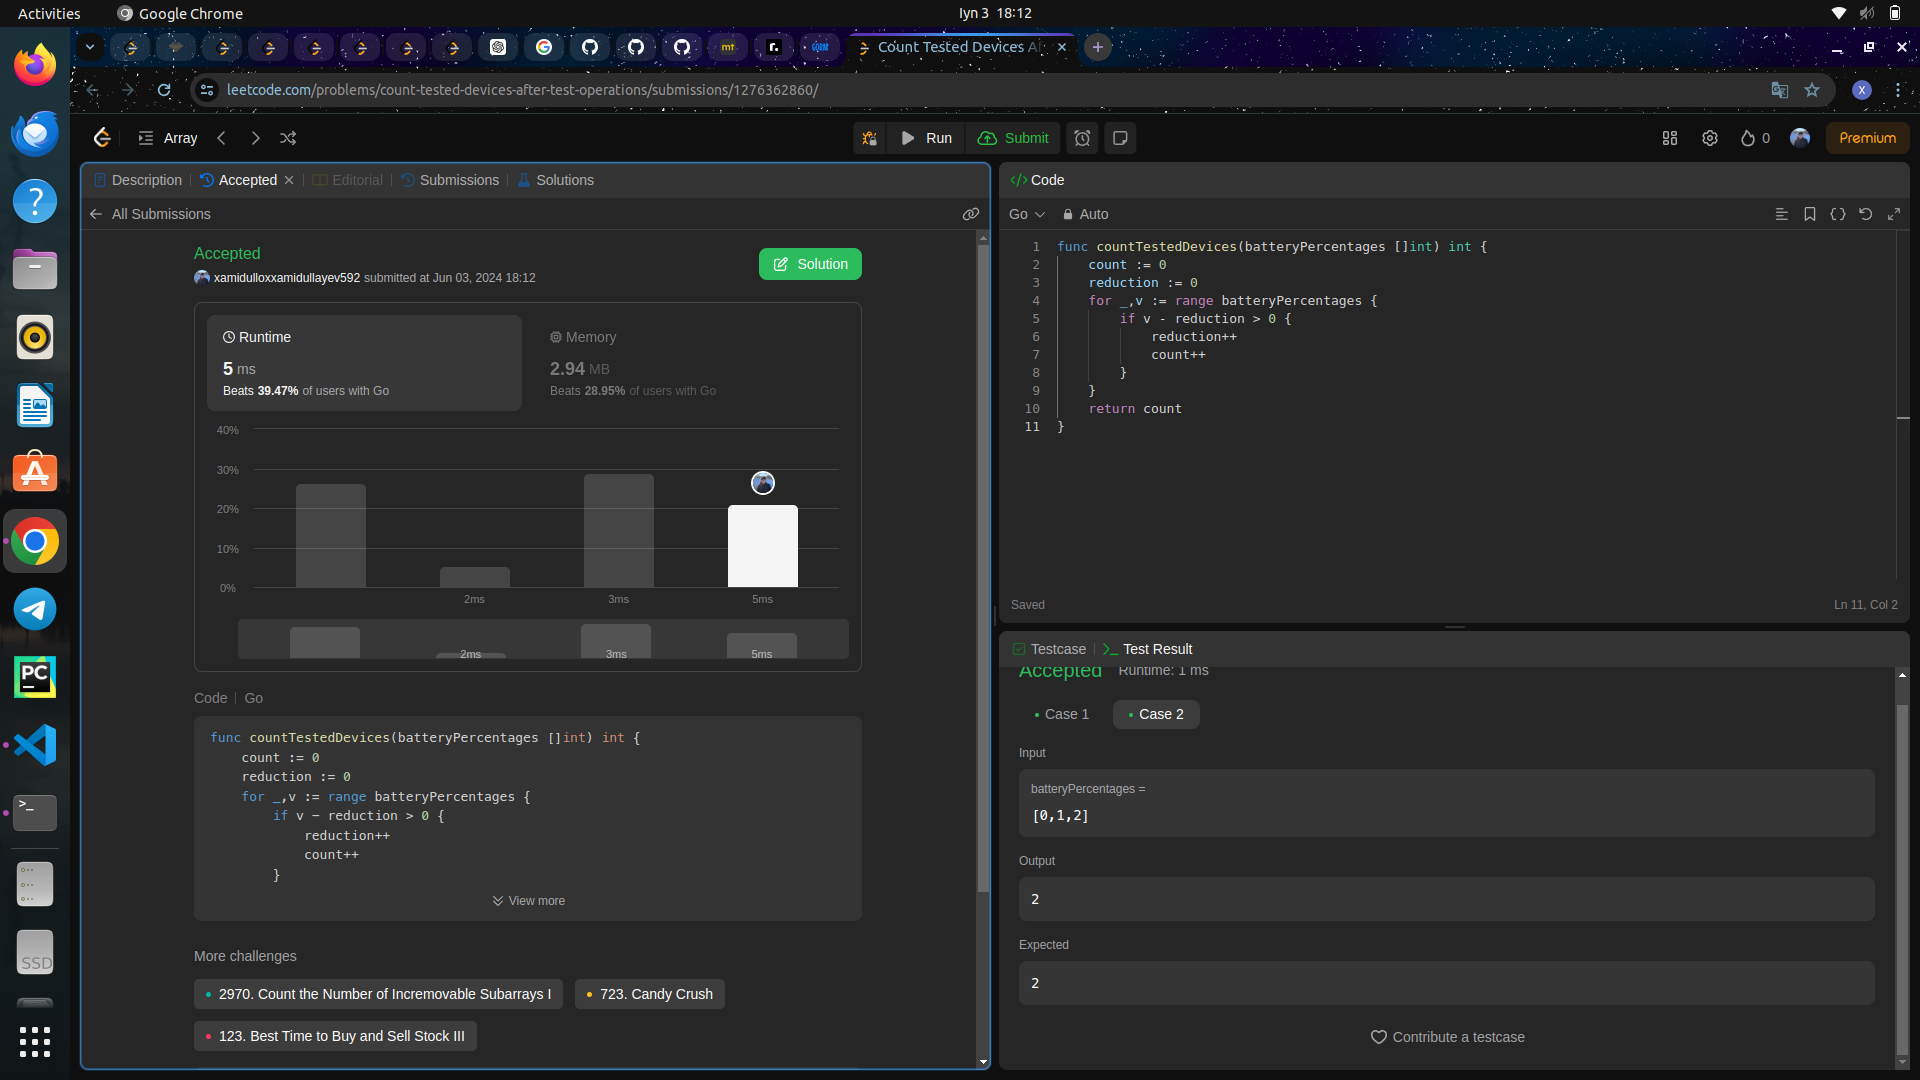 Activities
Google Chrome
Iyn 3 18:12
mt
r.
GORM
Count Tested Devices A
leetcode.com/problems/count-tested-devices-after-test-operations/submissions/1276362860/
X
Array
Run
Submit
0
Premium
Description
Accepted
Editorial
Submissions
Solutions
All Submissions
Accepted
xamidulloxxamidullayev592 submitted at Jun 03, 2024 18:12
Solution
Runtime
5 ms
Beats 39.47% of users with Go
Memory
2.94 MB
Beats 28.95% of users with Go
40%
30%
20%
10%
0%
2ms
3ms
5ms
2ms
3ms
5ms
Code
Go
func countTestedDevices(batteryPercentages []int) int {
    count := 0
    reduction := 0
    for _,v := range batteryPercentages {
        if v - reduction > 0 {
            reduction++
            count++
        }
View more
More challenges
2970. Count the Number of Incremovable Subarrays I
723. Candy Crush
123. Best Time to Buy and Sell Stock III
Code
Go
Auto
1 func countTestedDevices(batteryPercentages []int) int {
2     count := 0
3     reduction := 0
4     for _,v := range batteryPercentages {
5         if v - reduction > 0 {
6             reduction++
7             count++
8         }
9     }
10     return count
11 }
Saved
Ln 11, Col 2
Testcase
Test Result
Accepted
Runtime: 1 ms
Case 1
Case 2
Input
batteryPercentages =
[0,1,2]
Output
2
Expected
2
Contribute a testcase
PC
SSD